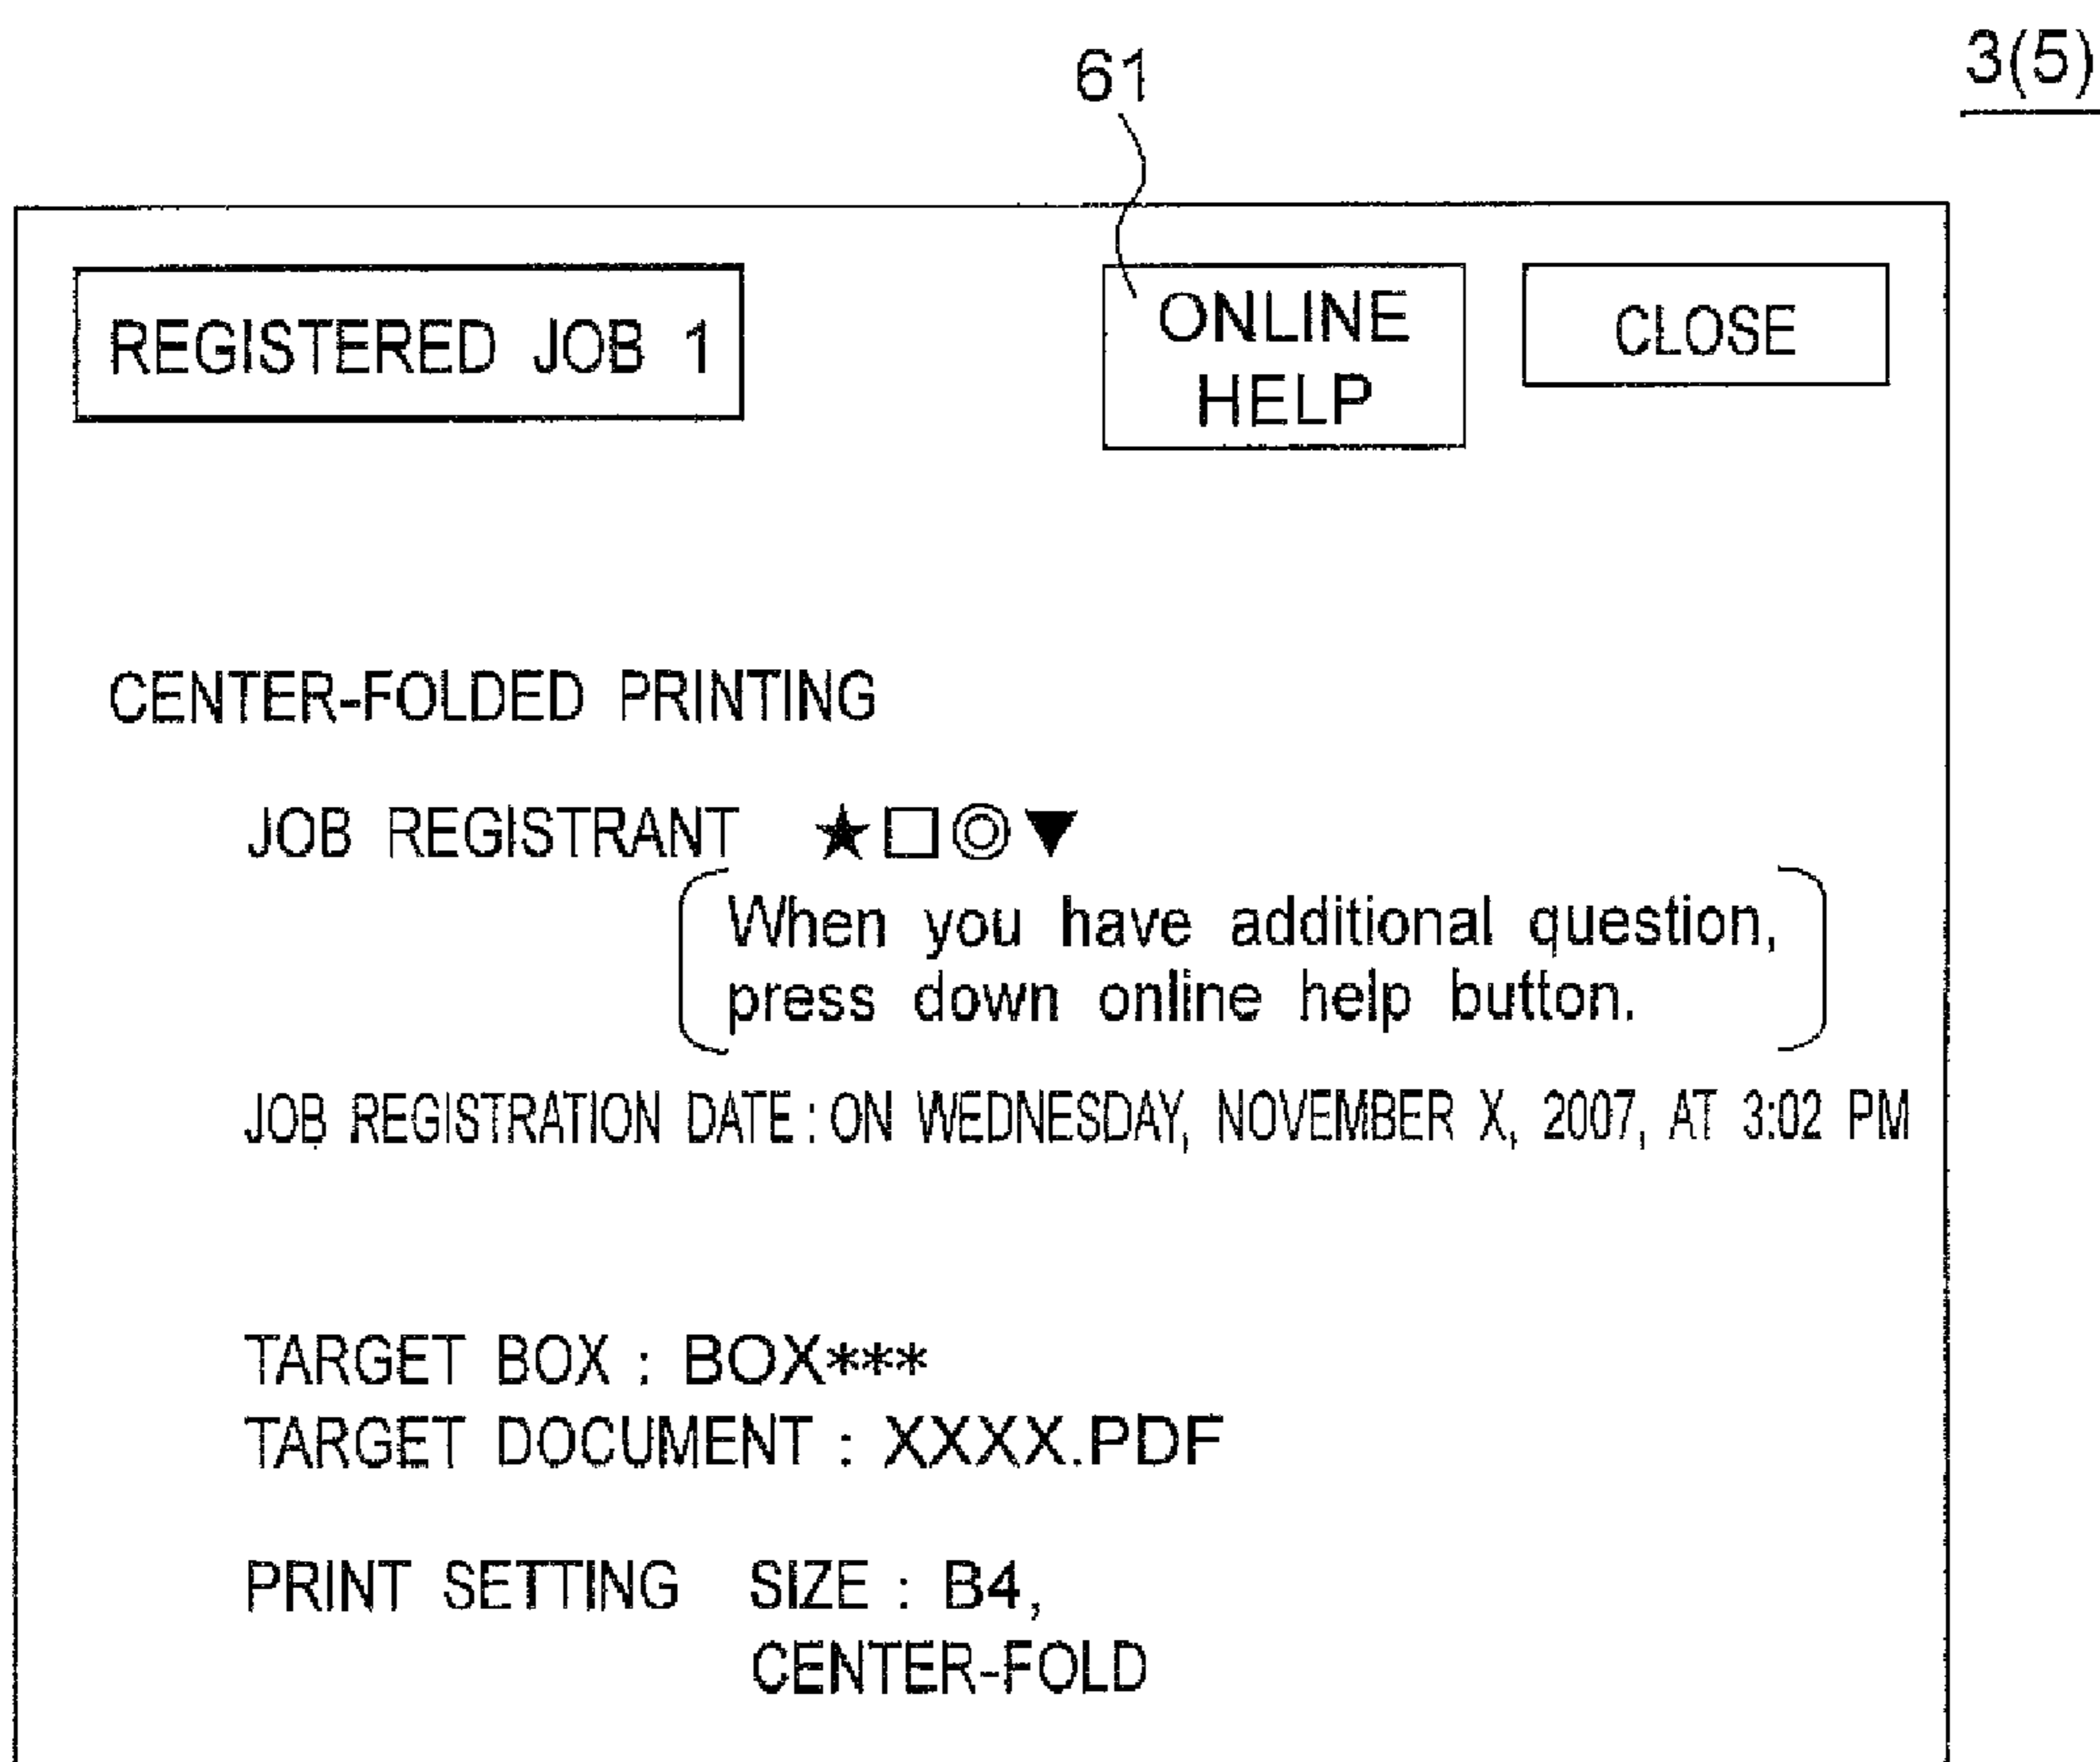 61
3(5)
REGISTERED JOB 1
ONLINE
HELP
CLOSE
CENTER-FOLDED PRINTING
JOB REGISTRANT ★□◎▼
When you have additional question,
press down online help button.
JOB REGISTRATION DATE : ON WEDNESDAY, NOVEMBER X, 2007, AT 3:02 PM
TARGET BOX : BOX***
TARGET DOCUMENT : XXXX.PDF
PRINT SETTING SIZE : B4,
CENTER-FOLD